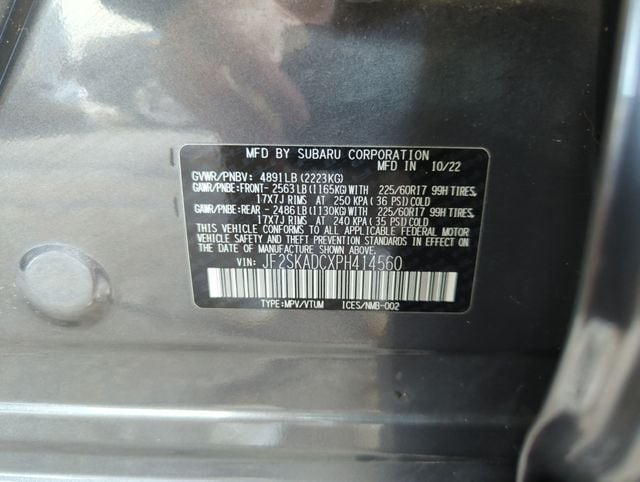 MFD BY SUBARU CORPORATION
MFD IN 10/22
GVWR/PNBV: 4891LB (2223KG)
GAWR/PNBE:FRONT- 2563LB(1165KG)WITH 225/60R17 99H TIRES,
17X7J RIMS AT 250 KPA( 36 PSI)COLD
GAWR/PNBE:REAR - 2486LB(1130KG)WITH 225/60R17 99H TIRES,
17X7J RIMS AT 240 KPA( 35 PSI)COLD
THIS VEHICLE CONFORMS TO ALL APPLICABLE FEDERAL MOTOR
VEHICLE SAFETY AND THEFT PREVENTION STANDARDS IN EFFECT ON
THE DATE OF MANUFACTURE SHOWN ABOVE.
VIN: JF2SKADCXPH414560
TYPE:MPV/VTUM ICES/NMB-002